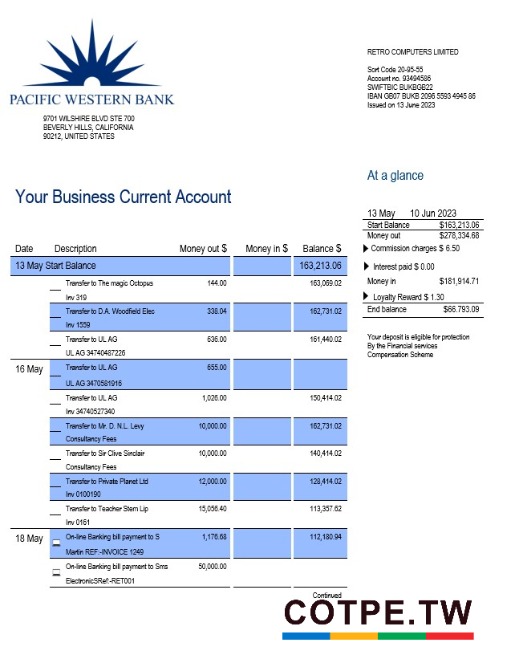 PACIFIC WESTERN BANK
9701 WILSHIRE BLVD STE 700
BEVERLY HILLS, CALIFORNIA
90212, UNITED STATES
RETRO COMPUTERS LIMITED
Sort Code 20-95-55
Account no. 93494585
SWIFTBIC BUKBGB22
IBAN GB07 BUKB 2096 5593 4945 86
Issued on 13 June 2023
At a glance
13 May 10 Jun 2023
Start Balance $163,213.06
Money out $278,334.68
Commission charges $ 6.50
Interest paid $ 0.00
Money in $181,914.71
Loyalty Reward $ 1.30
End balance $66.793.09
Your deposit is eligible for protection
By the Financial services
Compensation Scheme
Your Business Current Account
Date Description Money out $ Money in $ Balance $
13 May Start Balance 163,213.06
Transfer to The magic Octopus 144.00 163,069.02
Inv 319
Transfer to D.A. Woodfield Elec 338.04 162,731.02
Inv 1559
Transfer to UL AG 636.00 161,440.02
UL AG 34740487226
16 May Transfer to UL AG 655.00
UL AG 3470581916
Transfer to UL AG 1,026.00 150,414.02
Inv 34740527340
Transfer to Mr. D. N.L. Levy 10,000.00 162,731.02
Consultancy Fees
Transfer to Sir Clive Sinclair 10,000.00 140,414.02
Consultancy Fees
Transfer to Private Planet Ltd 12,000.00 128,414.02
Inv 0100190
Transfer to Teacher Stem Lip 15,056.40 113,357.62
Inv 0161
18 May On-line Banking bill payment to S 1,176.68 112,180.94
Martin REF:-INVOICE 1249
On-line Banking bill payment to Sms 50,000.00
ElectronicSRef:-RET001
Continued
COTPE.TW